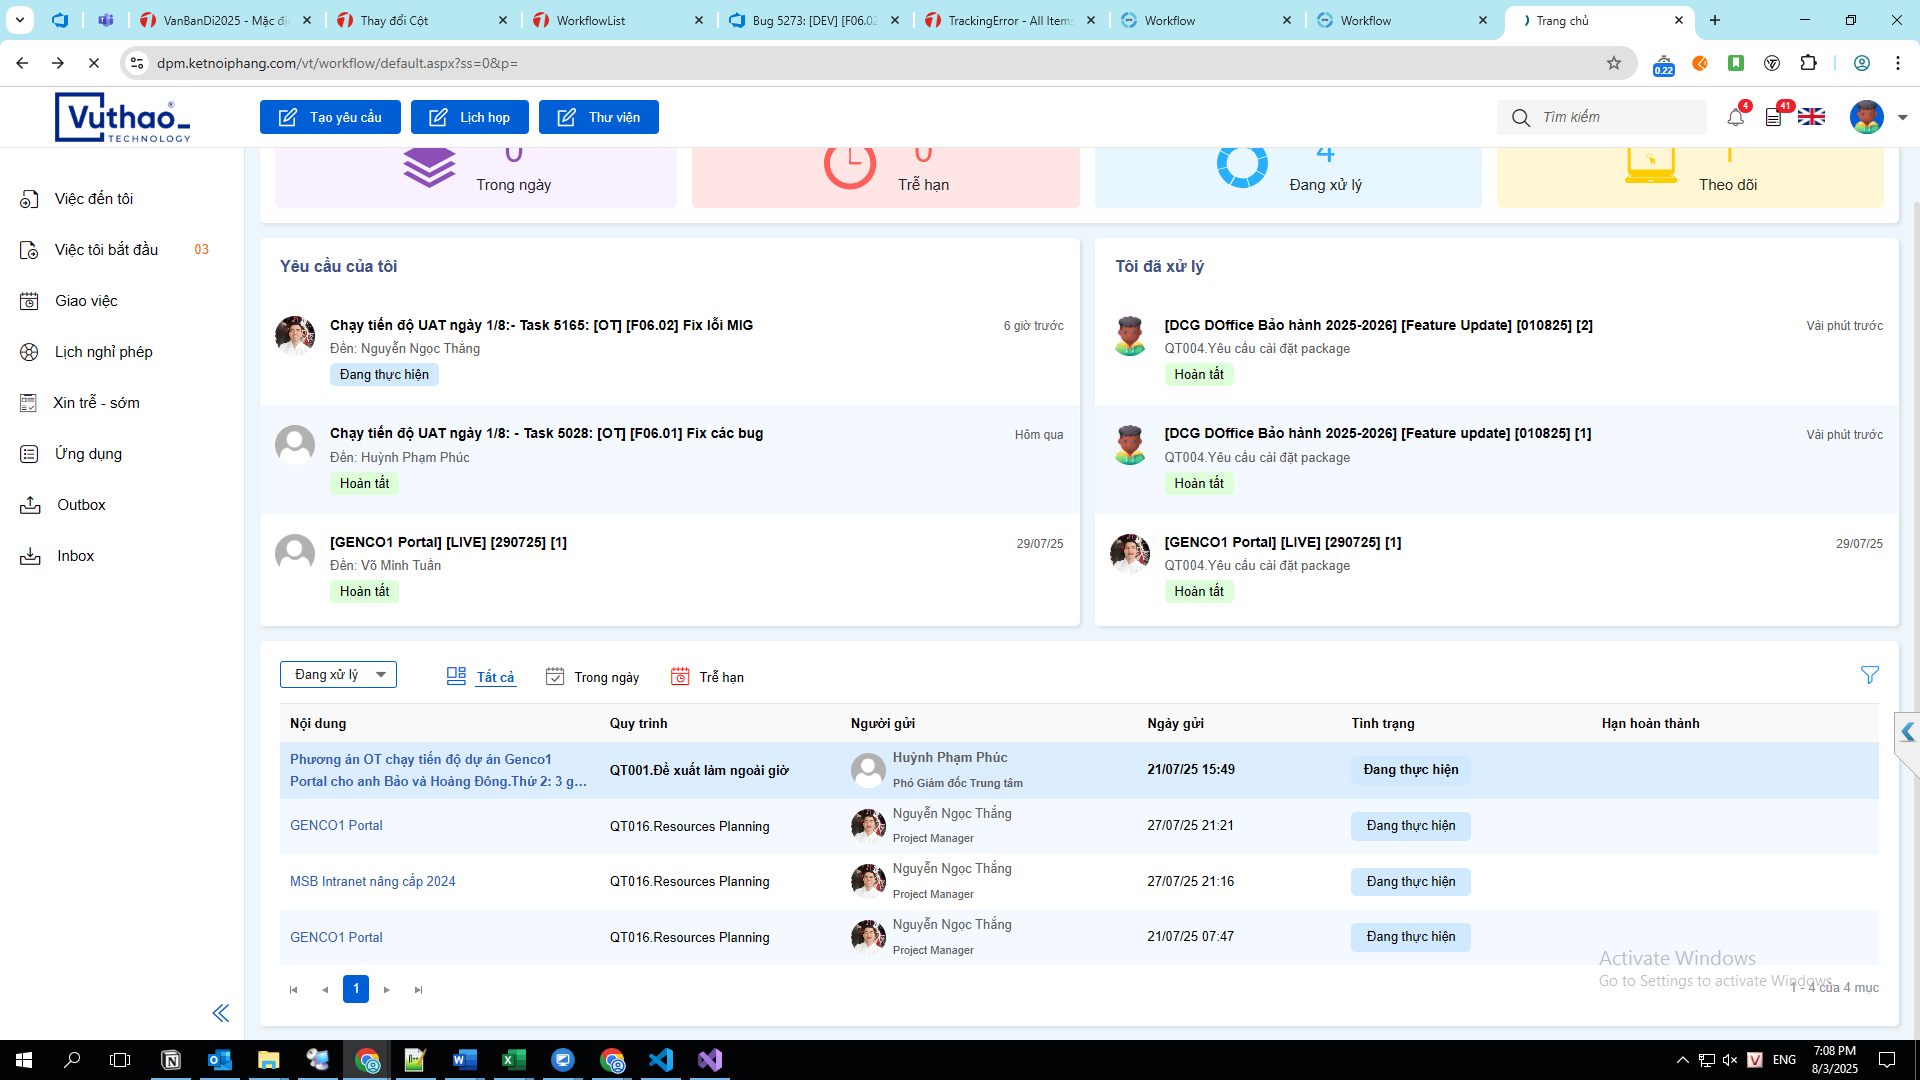 VanBanDi2025 - Mặc đị
Thay đổi Cột
WorkflowList
Bug 5273: [DEV] [F06.02
TrackingError - All Items
Workflow
Workflow
Trang chủ
dpm.ketnoiphang.com/vt/workflow/default.aspx?ss=0&p=
0.22
Vuthao®
TECHNOLOGY
Tạo yêu cầu
Lịch họp
Thư viện
Tìm kiếm
4
41
Việc đến tôi
Việc tôi bắt đầu 03
Giao việc
Lịch nghỉ phép
Xin trễ - sớm
Ứng dụng
Outbox
Inbox
0
Trong ngày
0
Trễ hạn
4
Đang xử lý
1
Theo dõi
Yêu cầu của tôi
Chạy tiến độ UAT ngày 1/8:- Task 5165: [OT] [F06.02] Fix lỗi MIG
6 giờ trước
Đến: Nguyễn Ngọc Thắng
Đang thực hiện
Chạy tiến độ UAT ngày 1/8: - Task 5028: [OT] [F06.01] Fix các bug
Hôm qua
Đến: Huỳnh Phạm Phúc
Hoàn tất
[GENCO1 Portal] [LIVE] [290725] [1]
29/07/25
Đến: Võ Minh Tuấn
Hoàn tất
Tôi đã xử lý
[DCG DOffice Bảo hành 2025-2026] [Feature Update] [010825] [2]
Vài phút trước
QT004.Yêu cầu cài đặt package
Hoàn tất
[DCG DOffice Bảo hành 2025-2026] [Feature update] [010825] [1]
Vài phút trước
QT004.Yêu cầu cài đặt package
Hoàn tất
[GENCO1 Portal] [LIVE] [290725] [1]
29/07/25
QT004.Yêu cầu cài đặt package
Hoàn tất
Đang xử lý
Tất cả
Trong ngày
Trễ hạn
Nội dung Quy trình Người gửi Ngày gửi Tình trạng Hạn hoàn thành
Phương án OT chạy tiến độ dự án Genco1
Portal cho anh Bảo và Hoàng Đông.Thứ 2: 3 g...
QT001.Đề xuất làm ngoài giờ
Huỳnh Phạm Phúc
Phó Giám đốc Trung tâm
21/07/25 15:49
Đang thực hiện
GENCO1 Portal
QT016.Resources Planning
Nguyễn Ngọc Thắng
Project Manager
27/07/25 21:21
Đang thực hiện
MSB Intranet nâng cấp 2024
QT016.Resources Planning
Nguyễn Ngọc Thắng
Project Manager
27/07/25 21:16
Đang thực hiện
GENCO1 Portal
QT016.Resources Planning
Nguyễn Ngọc Thắng
Project Manager
21/07/25 07:47
Đang thực hiện
1
1 - 4 của 4 mục
Activate Windows
Go to Settings to activate Windows.
ENG
7:08 PM
8/3/2025